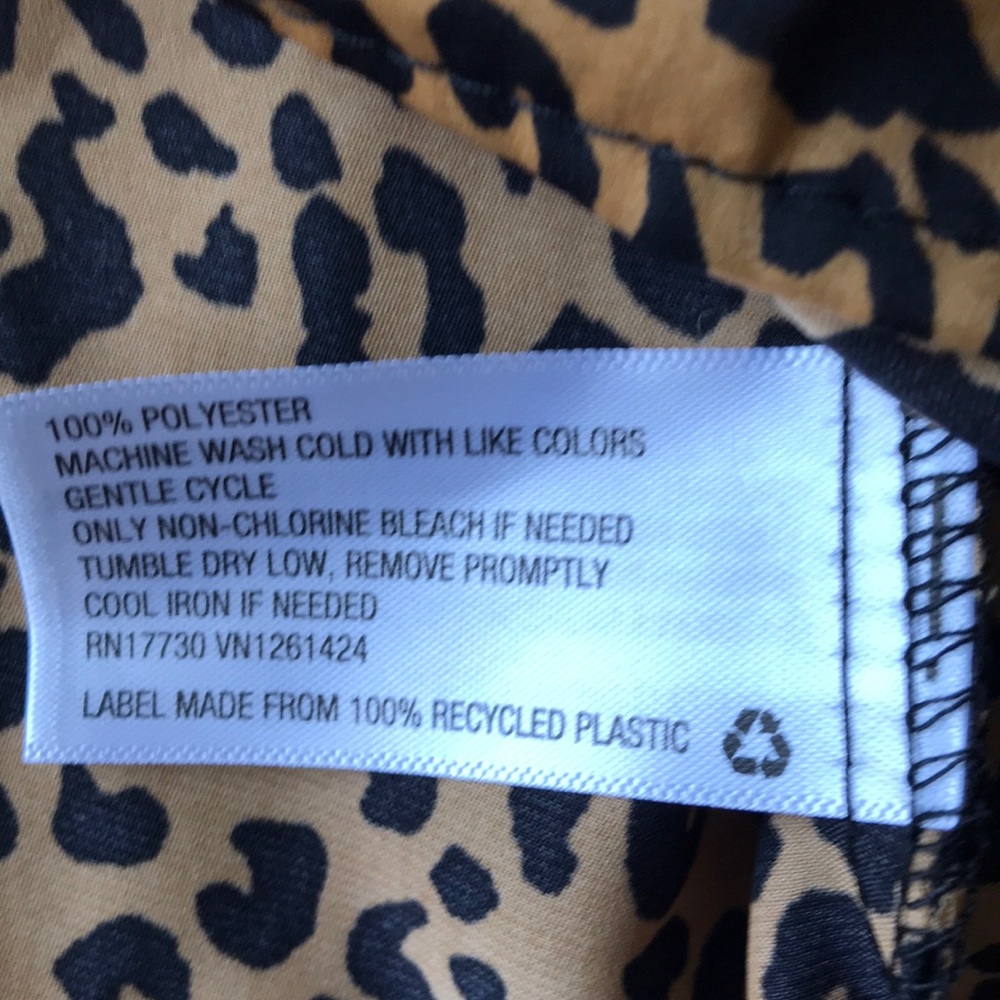 100% POLYESTER
MACHINE WASH COLD WITH LIKE COLORS
GENTLE CYCLE
ONLY NON-CHLORINE BLEACH IF NEEDED
TUMBLE DRY LOW, REMOVE PROMPTLY
COOL IRON IF NEEDED
RN17730 VN1261424
LABEL MADE FROM 100% RECYCLED PLASTIC